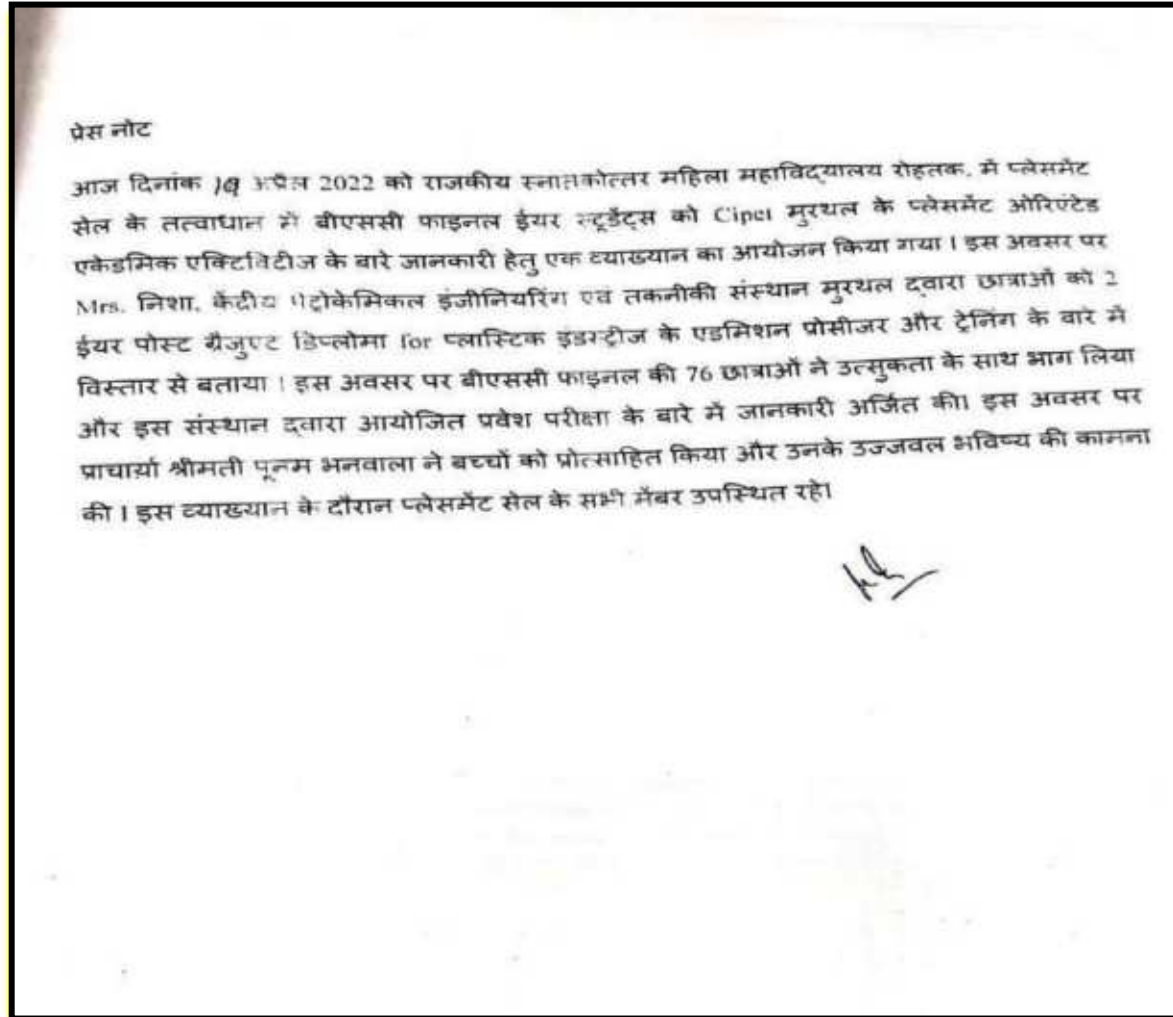 प्रेस नोट
आज दिनांक अप्रैल 2022 को राजकीय स्नातकोत्तर महिला महाविद्यालय रोहतक, में प्लेसमेंट
सेल के तत्वाधान में बीएससी फाइनल ईयर स्टूडेंट्स को Cipet मुरथल के प्लेसमेंट ओरिएंटेड
एकेडमिक एक्टिविटीज के बारे जानकारी हेतु एक व्याख्यान का आयोजन किया गया । इस अवसर पर
Mrs. निशा, केंद्रीय पेट्रोकेमिकल इंजीनियरिंग एवं तकनीकी संस्थान मुरथल द्वारा छात्राओं को 2
ईयर पोस्ट ग्रैजुएट डिप्लोमा for प्लास्टिक इंडस्ट्रीज के एडमिशन प्रोसीजर और ट्रेनिंग के बारे में
विस्तार से बताया । इस अवसर पर बीएससी फाइनल की 76 छात्राओं ने उत्सुकता के साथ भाग लिया
और इस संस्थान द्वारा आयोजित प्रवेश परीक्षा के बारे में जानकारी अर्जित की। इस अवसर पर
प्राचार्या श्रीमती पूनम भनवाला ने बच्चों को प्रोत्साहित किया और उनके उज्जवल भविष्य की कामना
की । इस व्याख्यान के दौरान प्लेसमेंट सेल के सभी मेंबर उपस्थित रहे।